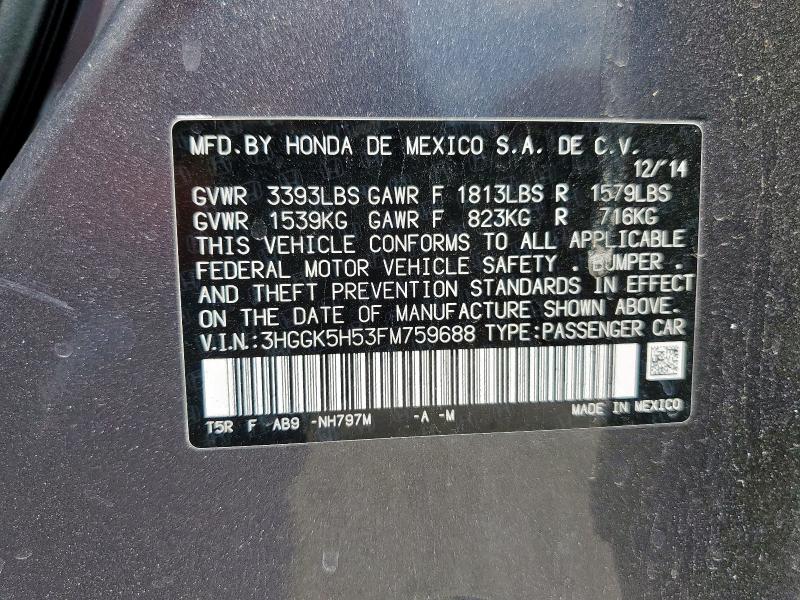 MFD.BY HONDA DE MEXICO S.A. DE C.V.
12/14
GVWR 3393LBS GAWR F 1813LBS R 1579LBS
GVWR 1539KG GAWR F 823KG R 716KG
THIS VEHICLE CONFORMS TO ALL APPLICABLE
FEDERAL MOTOR VEHICLE SAFETY . BUMPER .
AND THEFT PREVENTION STANDARDS IN EFFECT
ON THE DATE OF MANUFACTURE SHOWN ABOVE.
V.I.N.:3HGGK5H53FM759688 TYPE:PASSENGER CAR
MADE IN MEXICO
T5R F -AB9 -NH797M -A -M